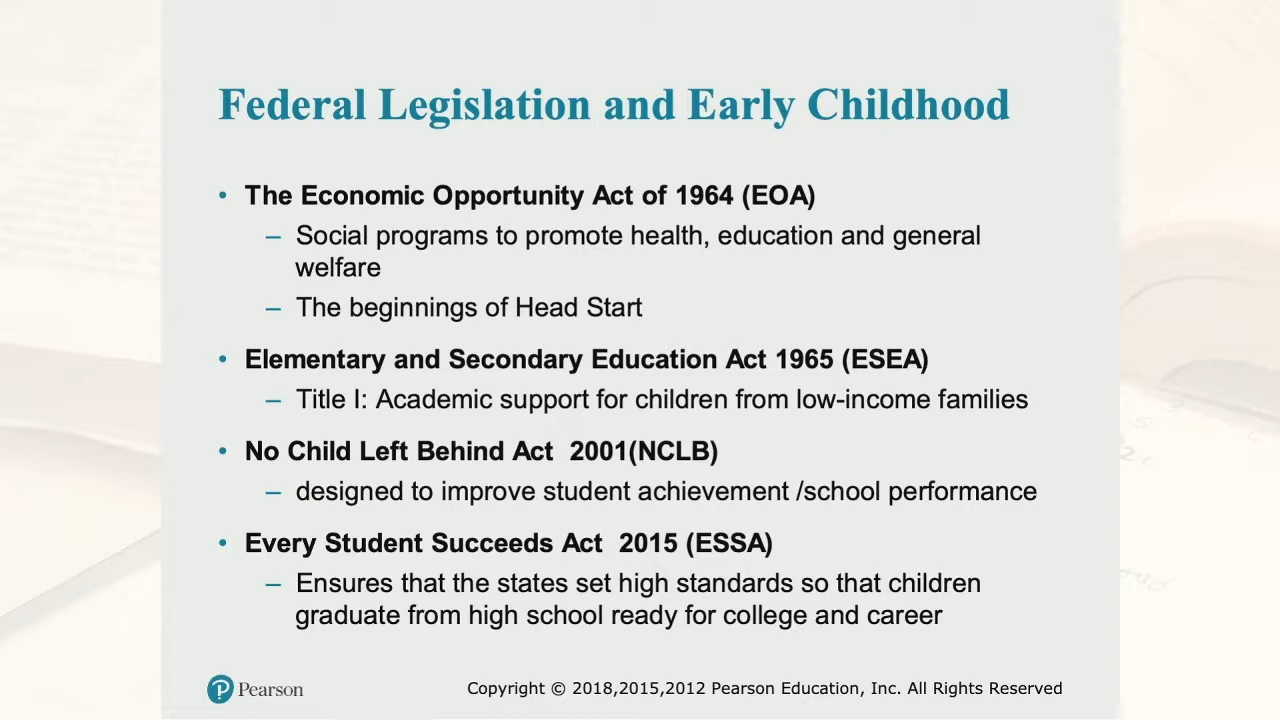 Federal Legislation and Early Childhood
• The Economic Opportunity Act of 1964 (EOA)
– Social programs to promote health, education and general
welfare
– The beginnings of Head Start
• Elementary and Secondary Education Act 1965 (ESEA)
– Title I: Academic support for children from low-income families
• No Child Left Behind Act  2001(NCLB)
– designed to improve student achievement /school performance
• Every Student Succeeds Act  2015 (ESSA)
– Ensures that the states set high standards so that children
graduate from high school ready for college and career
Pearson
Copyright © 2018,2015,2012 Pearson Education, Inc. All Rights Reserved